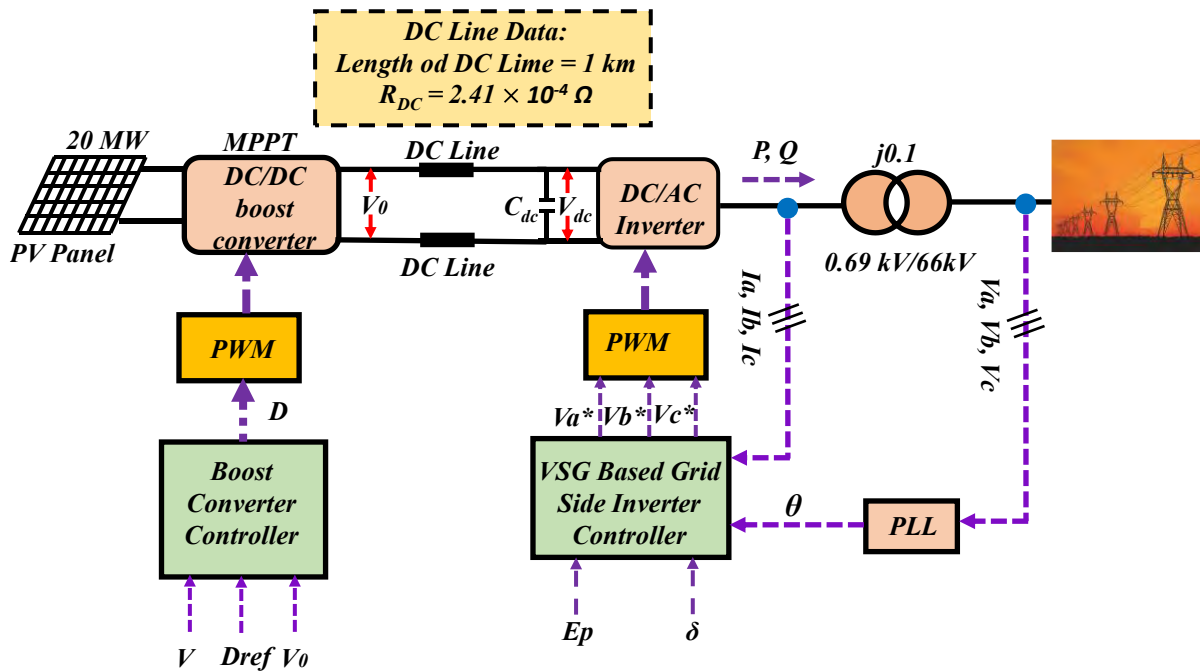 DC Line Data:
Length od DC Lime = 1 km
R_DC = 2.41 × 10⁻⁴ Ω
20 MW
PV Panel
MPPT
DC/DC
boost
converter
DC Line
V₀
C_dc
V_dc
DC Line
DC/AC
Inverter
P, Q
j0.1
0.69 kV/66kV
PWM
D
Boost
Converter
Controller
V
Dref
V₀
PWM
Va*
Vb*
Vc*
VSG Based Grid
Side Inverter
Controller
Ep
δ
Ia, Ib, Ic
Va, Vb, Vc
θ
PLL